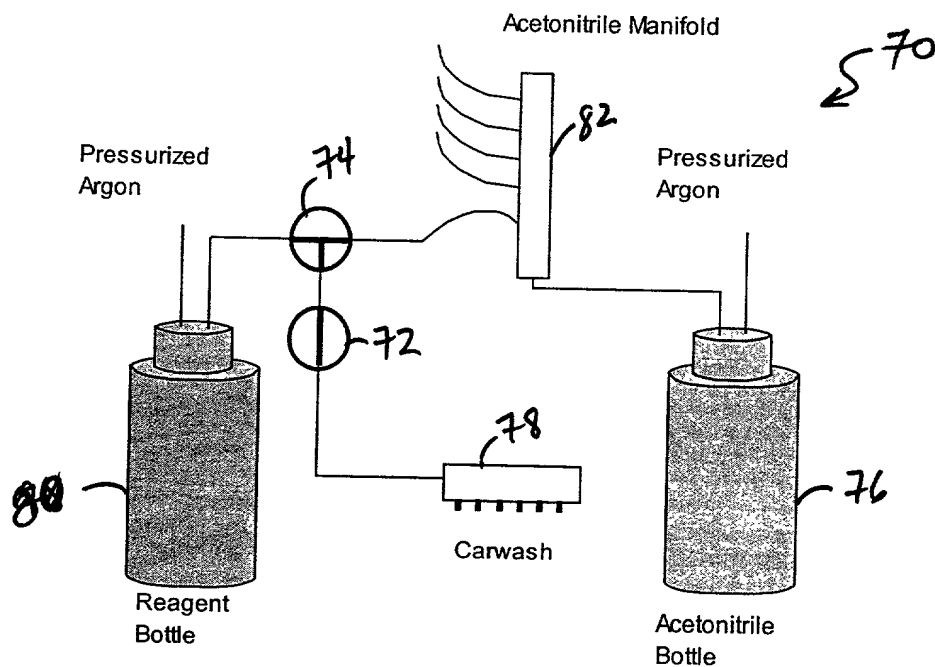 Acetonitrile Manifold
70
82
Pressurized
Argon
74
Pressurized
Argon
72
78
80
76
Carwash
Reagent
Bottle
Acetonitrile
Bottle